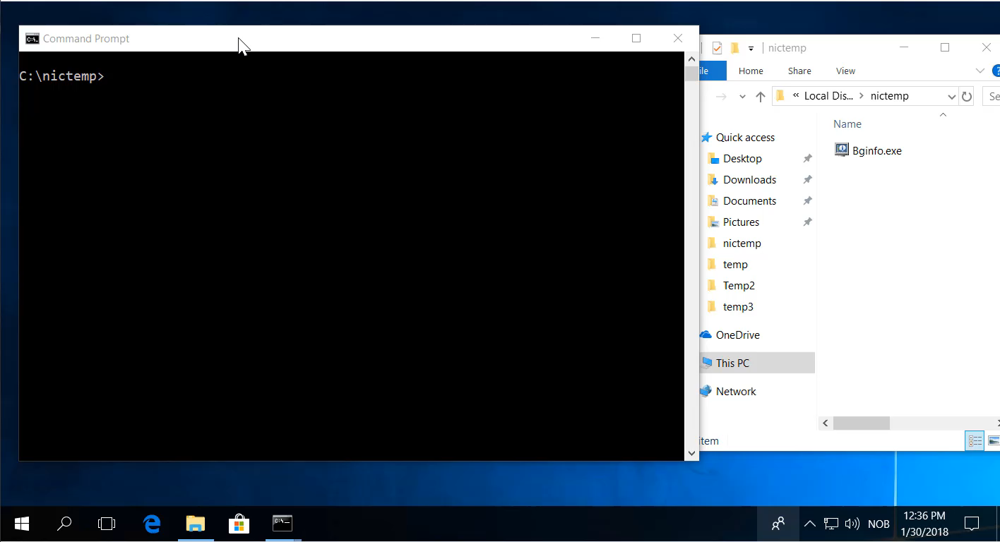 Command Prompt
C:\nictemp>
nictemp
ile
Home
Share
View
« Local Dis... > nictemp
Se
Name
Quick access
Desktop
Downloads
Documents
Pictures
nictemp
temp
Temp2
temp3
OneDrive
This PC
Network
Bginfo.exe
item
NOB
12:36 PM
1/30/2018